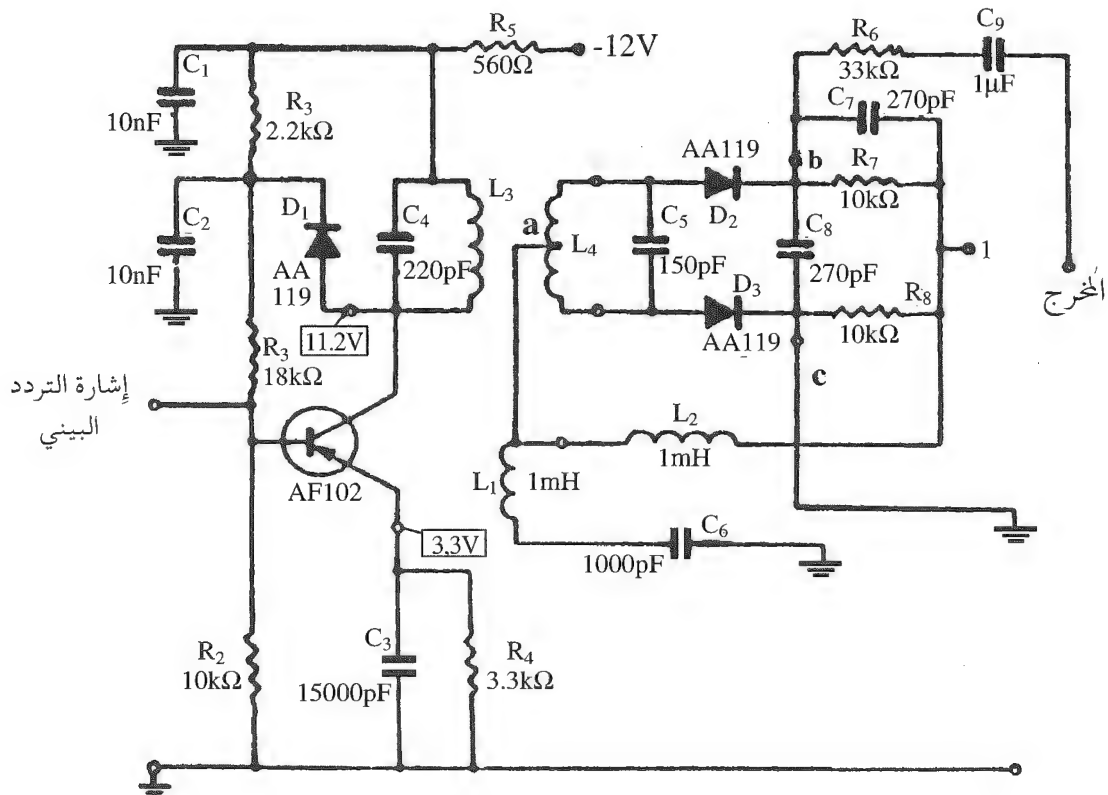 R5
560Ω
-12V
C1
10nF
R3
2.2kΩ
C2
10nF
D1
AA
119
C4
220pF
L3
11.2V
R3
18kΩ
إشارة التردد
البيني
AF102
3,3V
R2
10kΩ
C3
15000pF
R4
3.3kΩ
a
L4
C5
150pF
AA119
D2
D3
AA119
R6
33kΩ
C9
1µF
C7
270pF
b
R7
10kΩ
C8
270pF
1
R8
10kΩ
c
المخرج
L2
1mH
L1
1mH
C6
1000pF